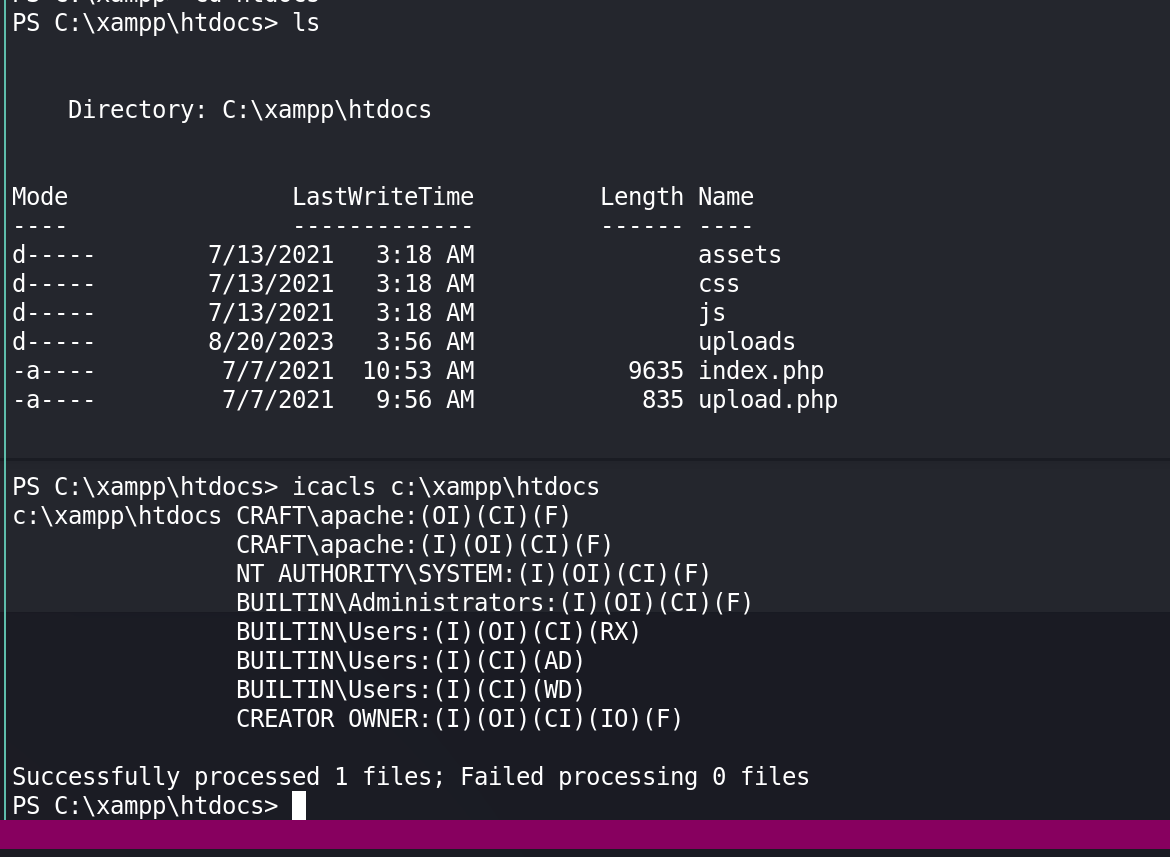 PS C:\xampp\htdocs> ls
Directory: C:\xampp\htdocs
Mode                LastWriteTime         Length Name
----                -------------         ------ ----
d-----        7/13/2021   3:18 AM                assets
d-----        7/13/2021   3:18 AM                css
d-----        7/13/2021   3:18 AM                js
d-----        8/20/2023   3:56 AM                uploads
-a----         7/7/2021  10:53 AM           9635 index.php
-a----         7/7/2021   9:56 AM            835 upload.php
PS C:\xampp\htdocs> icacls c:\xampp\htdocs
c:\xampp\htdocs CRAFT\apache:(OI)(CI)(F)
CRAFT\apache:(I)(OI)(CI)(F)
NT AUTHORITY\SYSTEM:(I)(OI)(CI)(F)
BUILTIN\Administrators:(I)(OI)(CI)(F)
BUILTIN\Users:(I)(OI)(CI)(RX)
BUILTIN\Users:(I)(CI)(AD)
BUILTIN\Users:(I)(CI)(WD)
CREATOR OWNER:(I)(OI)(CI)(IO)(F)
Successfully processed 1 files; Failed processing 0 files
PS C:\xampp\htdocs>